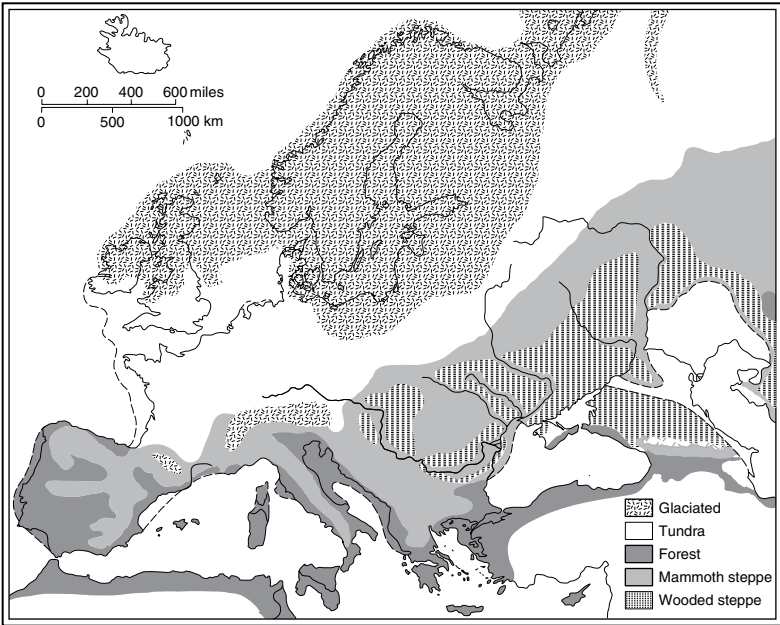 0 200 400 600 miles
0 500 1000 km
Glaciated
Tundra
Forest
Mammoth steppe
Wooded steppe